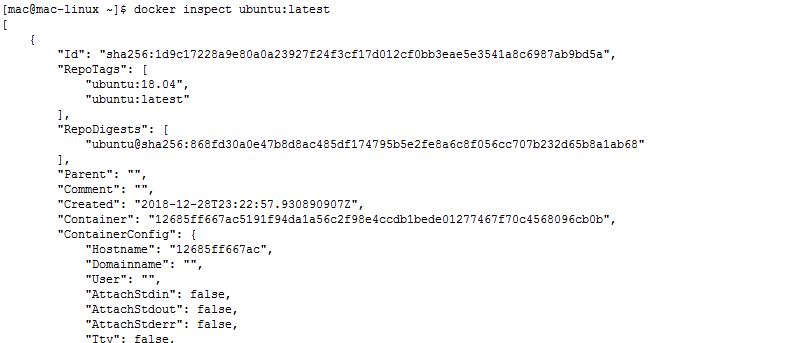 [mac@mac-linux ~]$ docker inspect ubuntu:latest
[
    {
        "Id": "sha256:1d9c17228a9e80a0a23927f24f3cf17d012cf0bb3eae5e3541a8c6987ab9bd5a",
        "RepoTags": [
            "ubuntu:18.04",
            "ubuntu:latest"
        ],
        "RepoDigests": [
            "ubuntu@sha256:868fd30a0e47b8d8ac485df174795b5e2fe8a6c8f056cc707b232d65b8a1ab68"
        ],
        "Parent": "",
        "Comment": "",
        "Created": "2018-12-28T23:22:57.930890907Z",
        "Container": "12685ff667ac5191f94da1a56c2f98e4ccdb1bede01277467f70c4568096cb0b",
        "ContainerConfig": {
            "Hostname": "12685ff667ac",
            "Domainname": "",
            "User": "",
            "AttachStdin": false,
            "AttachStdout": false,
            "AttachStderr": false,
            "Tty": false,